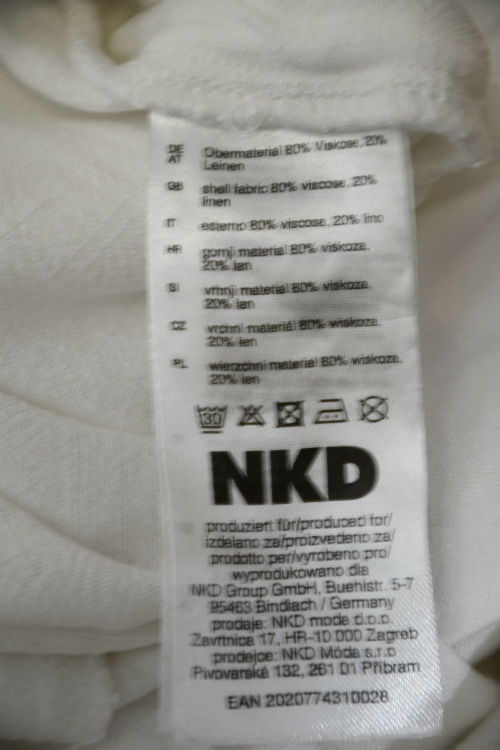 DE
AT
Obermaterial 80% Viskose, 20%
Leinen
GB
shell fabric 80% viscose, 20%
linen
IT
esterno 80% viscose, 20% lino
HR
gornji material 80% viskoza,
20% lan
SI
vrhnji material 80% viskoza,
20% lan
CZ
vrchní materiál 80% wiskoza,
20% len
PL
wierzchni material 80% wiskoza,
20% len
30
NKD
produziert für/produced for/
izdelano za/proizvedeno za/
prodotto per/vyrobeno pro/
wyprodukowano dla
NKD Group GmbH, Buehlstr. 5-7
95463 Bindlach / Germany
prodaje: NKD moda d.o.o.
Zavrtnica 17, HR-10 000 Zagreb
prodejce: NKD Móda s.r.o
Pivovarská 132, 261 01 Příbram
EAN 2020774310028